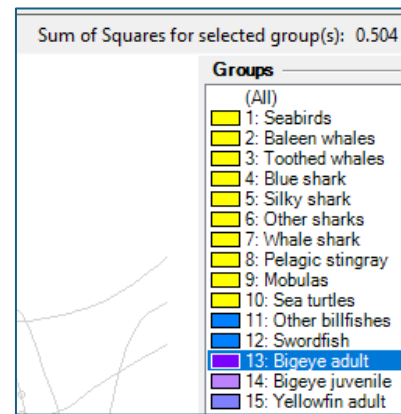 Sum of Squares for selected group(s): 0.504
Groups
(All)
1: Seabirds
2: Baleen whales
3: Toothed whales
4: Blue shark
5: Silky shark
6: Other sharks
7: Whale shark
8: Pelagic stingray
9: Mobulas
10: Sea turtles
11: Other billfishes
12: Swordfish
13: Bigeye adult
14: Bigeye juvenile
15: Yellowfin adult